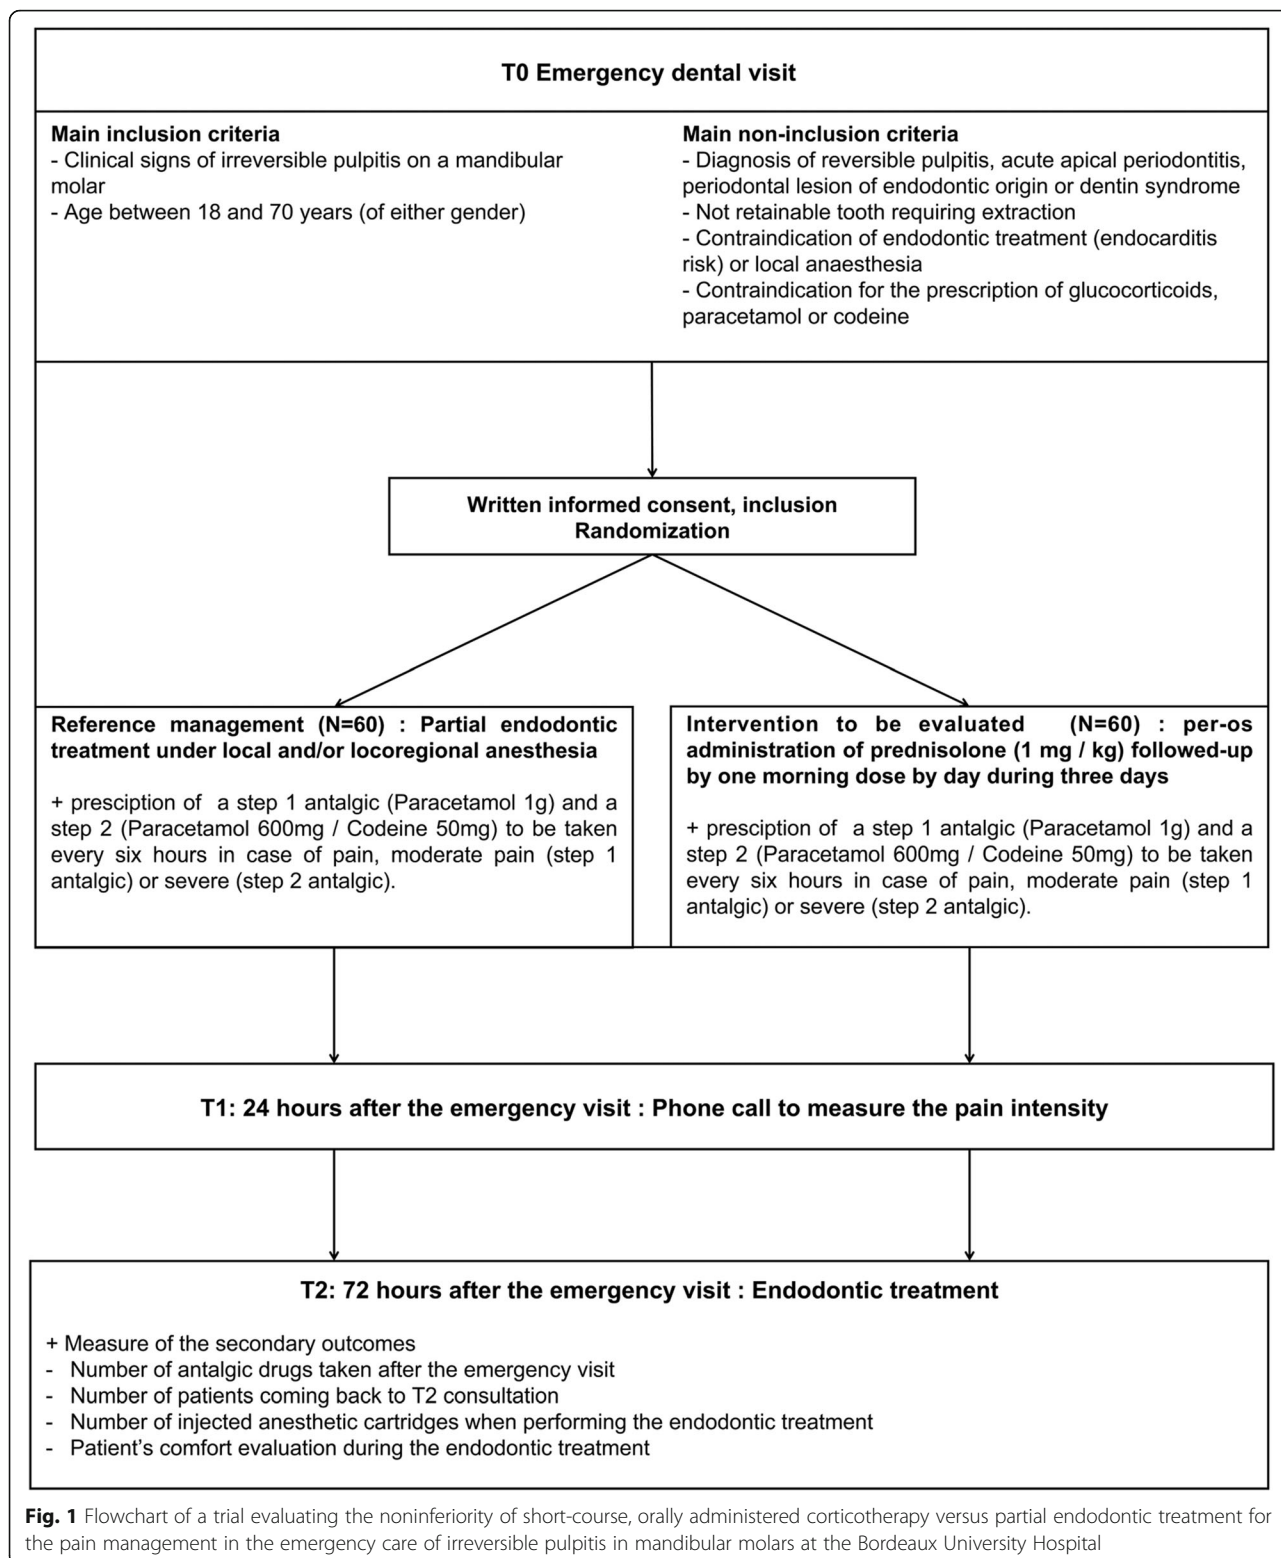 T0 Emergency dental visit
Main inclusion criteria
- Clinical signs of irreversible pulpitis on a mandibular
molar
- Age between 18 and 70 years (of either gender)
Main non-inclusion criteria
- Diagnosis of reversible pulpitis, acute apical periodontitis,
periodontal lesion of endodontic origin or dentin syndrome
- Not retainable tooth requiring extraction
- Contraindication of endodontic treatment (endocarditis
risk) or local anaesthesia
- Contraindication for the prescription of glucocorticoids,
paracetamol or codeine
Written informed consent, inclusion
Randomization
Reference management (N=60) : Partial endodontic
treatment under local and/or locoregional anesthesia
+ presciption of a step 1 antalgic (Paracetamol 1g) and a
step 2 (Paracetamol 600mg / Codeine 50mg) to be taken
every six hours in case of pain, moderate pain (step 1
antalgic) or severe (step 2 antalgic).
Intervention to be evaluated (N=60) : per-os
administration of prednisolone (1 mg / kg) followed-up
by one morning dose by day during three days
+ presciption of a step 1 antalgic (Paracetamol 1g) and a
step 2 (Paracetamol 600mg / Codeine 50mg) to be taken
every six hours in case of pain, moderate pain (step 1
antalgic) or severe (step 2 antalgic).
T1: 24 hours after the emergency visit : Phone call to measure the pain intensity
T2: 72 hours after the emergency visit : Endodontic treatment
+ Measure of the secondary outcomes
- Number of antalgic drugs taken after the emergency visit
- Number of patients coming back to T2 consultation
- Number of injected anesthetic cartridges when performing the endodontic treatment
- Patient's comfort evaluation during the endodontic treatment
Fig. 1 Flowchart of a trial evaluating the noninferiority of short-course, orally administered corticotherapy versus partial endodontic treatment for
the pain management in the emergency care of irreversible pulpitis in mandibular molars at the Bordeaux University Hospital